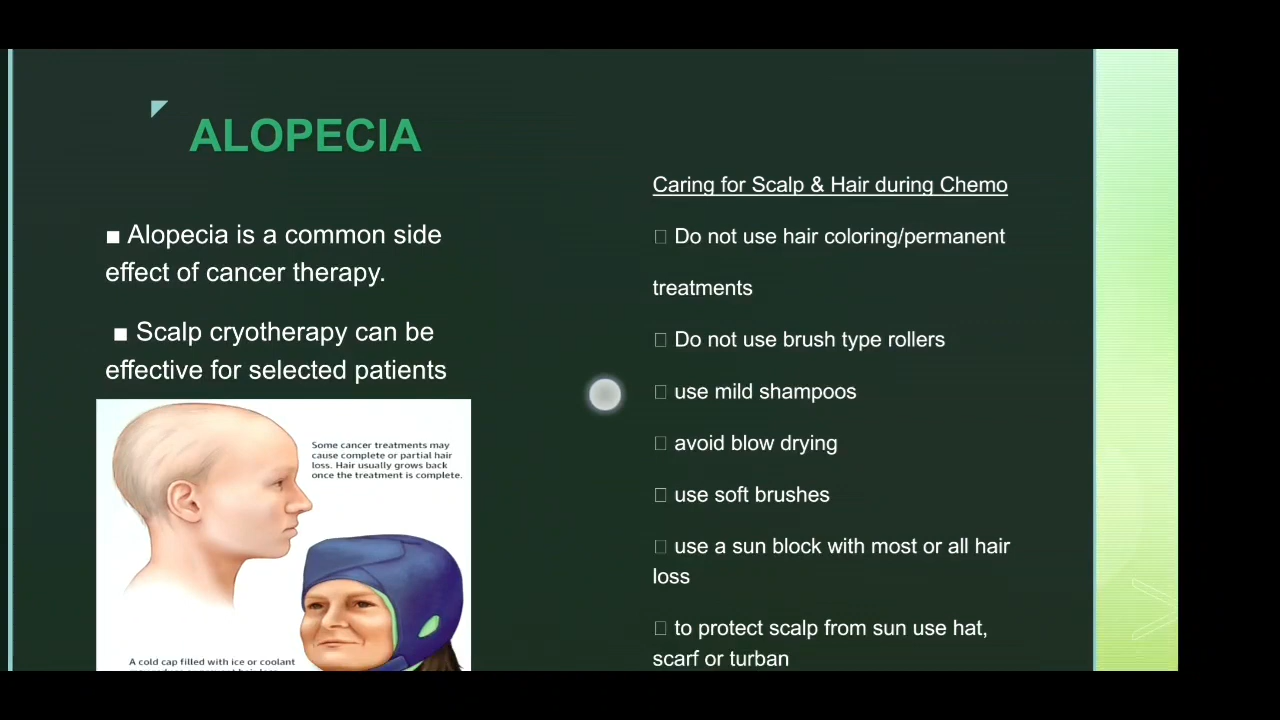 ALOPECIA
■ Alopecia is a common side
effect of cancer therapy.
■ Scalp cryotherapy can be
effective for selected patients
Some cancer treatments may
cause complete or partial hair
loss. Hair usually grows back
once the treatment is complete.
A cold cap filled with ice or coolant
Caring for Scalp & Hair during Chemo
□ Do not use hair coloring/permanent
treatments
□ Do not use brush type rollers
□ use mild shampoos
□ avoid blow drying
□ use soft brushes
□ use a sun block with most or all hair
loss
□ to protect scalp from sun use hat,
scarf or turban